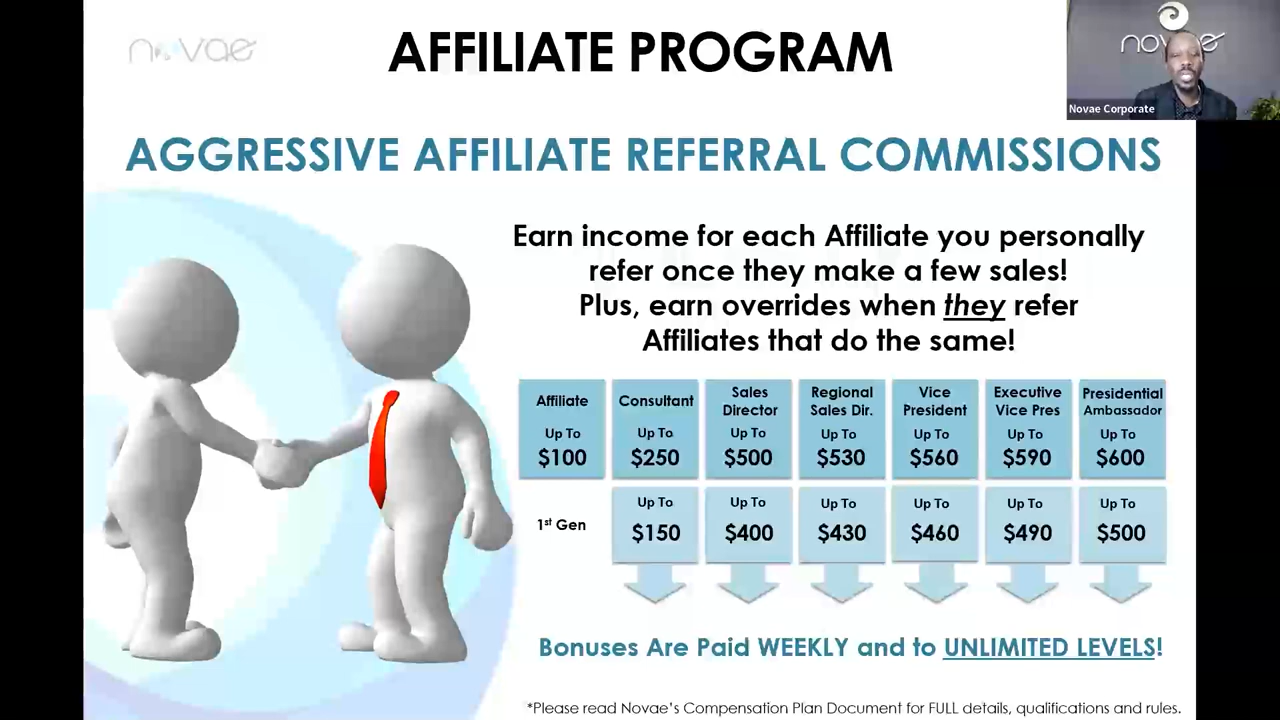 novae
AFFILIATE PROGRAM
novae
Novae Corporate
AGGRESSIVE AFFILIATE REFERRAL COMMISSIONS
Earn income for each Affiliate you personally
refer once they make a few sales!
Plus, earn overrides when they refer
Affiliates that do the same!
Affiliate
Up To
$100
Consultant
Up To
$250
Sales
Director
Up To
$500
Regional
Sales Dir.
Up To
$530
Vice
President
Up To
$560
Executive
Vice Pres
Up To
$590
Presidential
Ambassador
Up To
$600
1st Gen
Up To
$150
Up To
$400
Up To
$430
Up To
$460
Up To
$490
Up To
$500
Bonuses Are Paid WEEKLY and to UNLIMITED LEVELS!
*Please read Novae's Compensation Plan Document for FULL details, qualifications and rules.